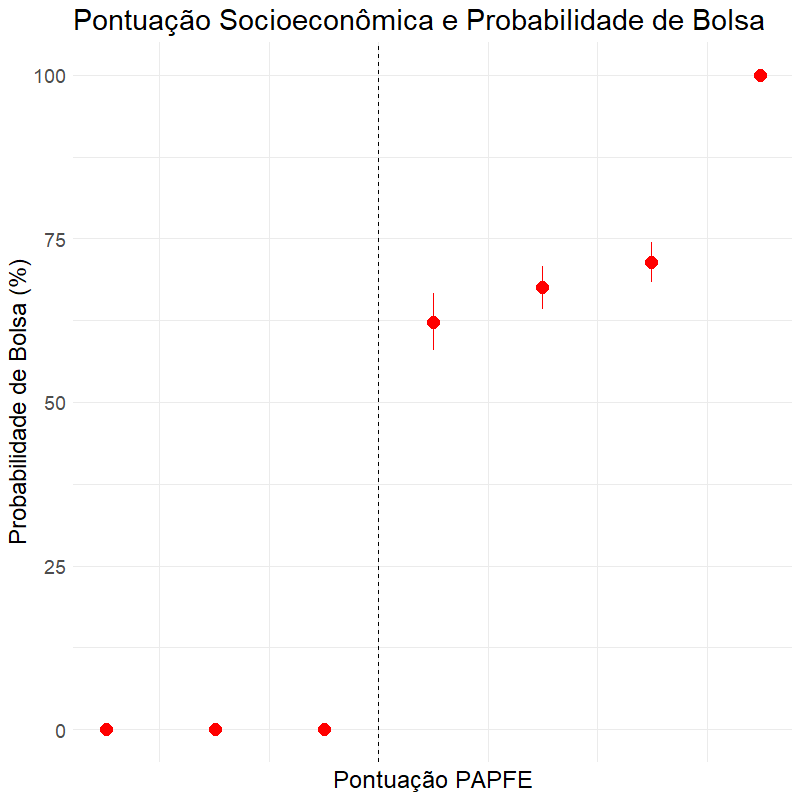 Pontuação Socioeconômica e Probabilidade de Bolsa
Probabilidade de Bolsa (%)
100
75
50
25
0
Pontuação PAPFE